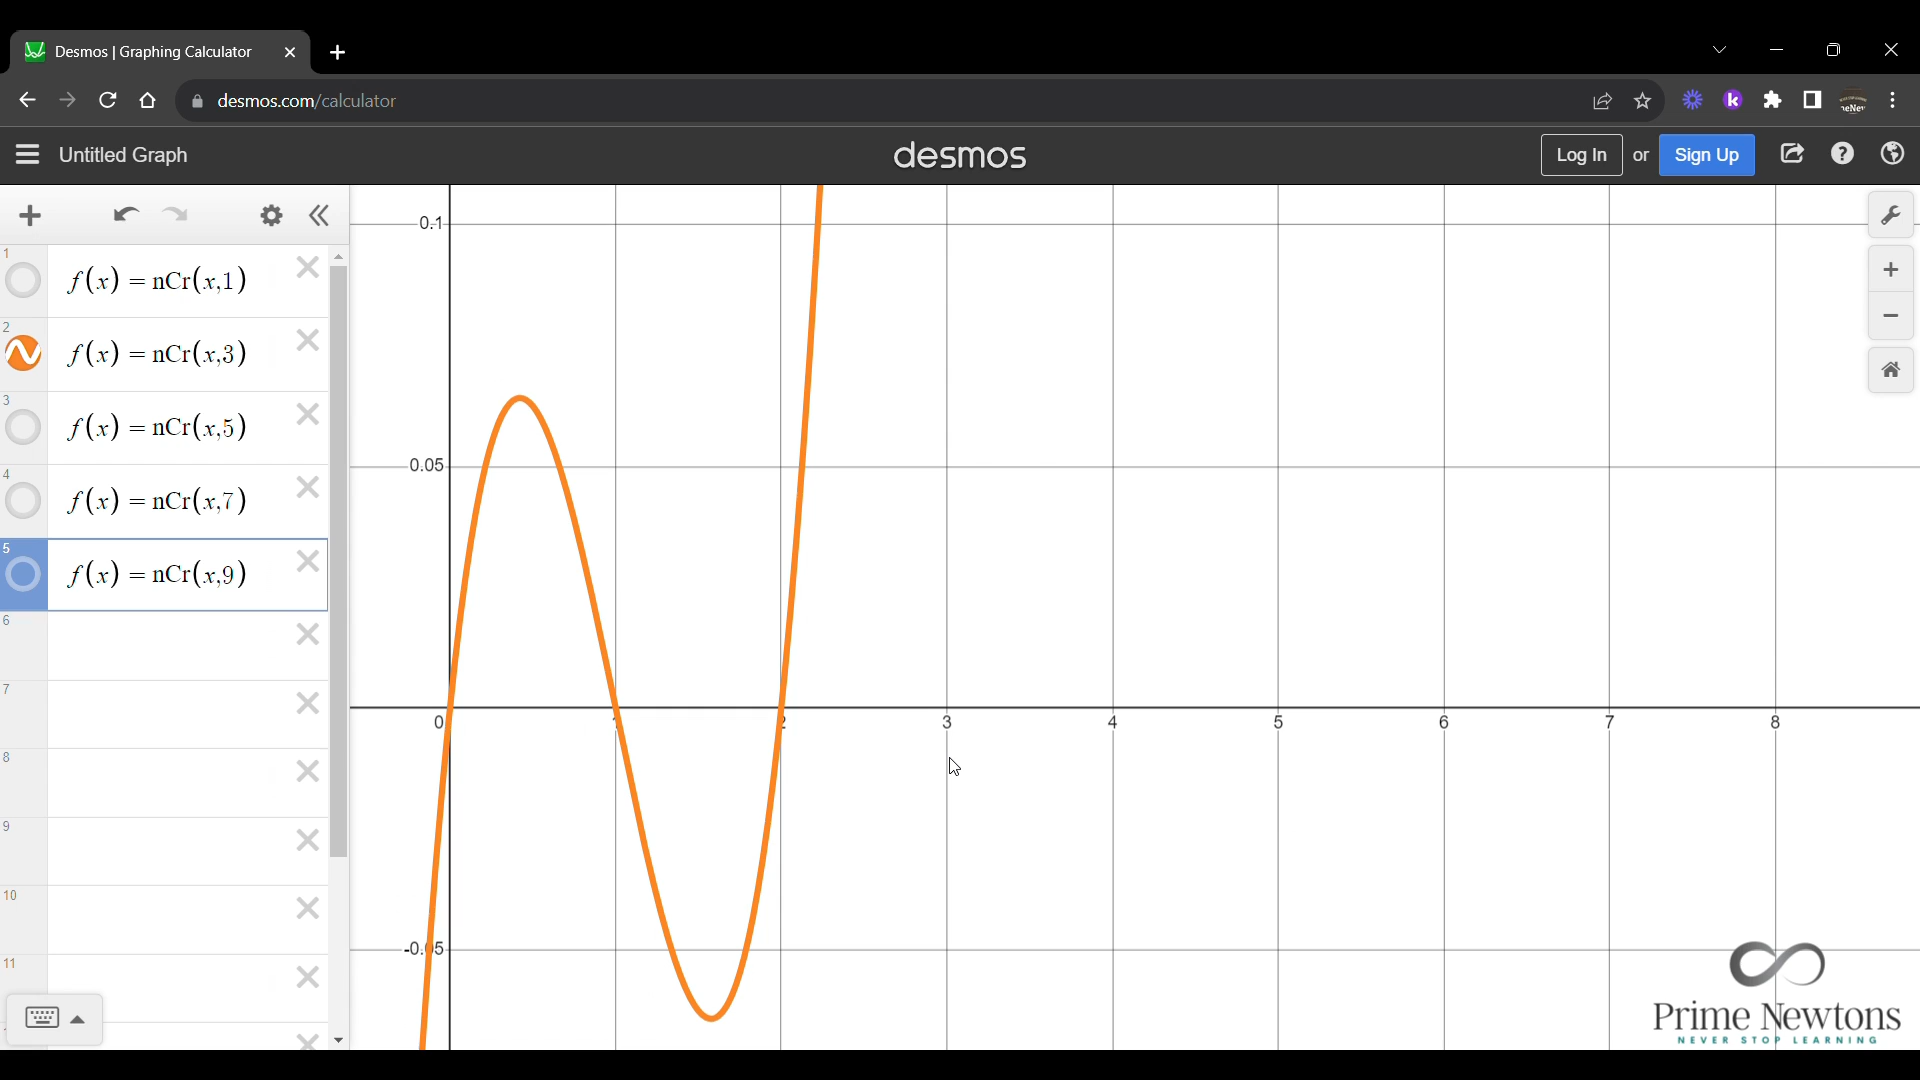 Desmos | Graphing Calculator
desmos.com/calculator
Untitled Graph
desmos
Log In or Sign Up
1
f(x) = nCr(x,1)
2
f(x) = nCr(x,3)
3
f(x) = nCr(x,5)
4
f(x) = nCr(x,7)
5
f(x) = nCr(x,9)
6
7
8
9
10
11
0.1
0.05
0 1 2 3 4 5 6 7 8
-0.05
Prime Newtons
NEVER STOP LEARNING